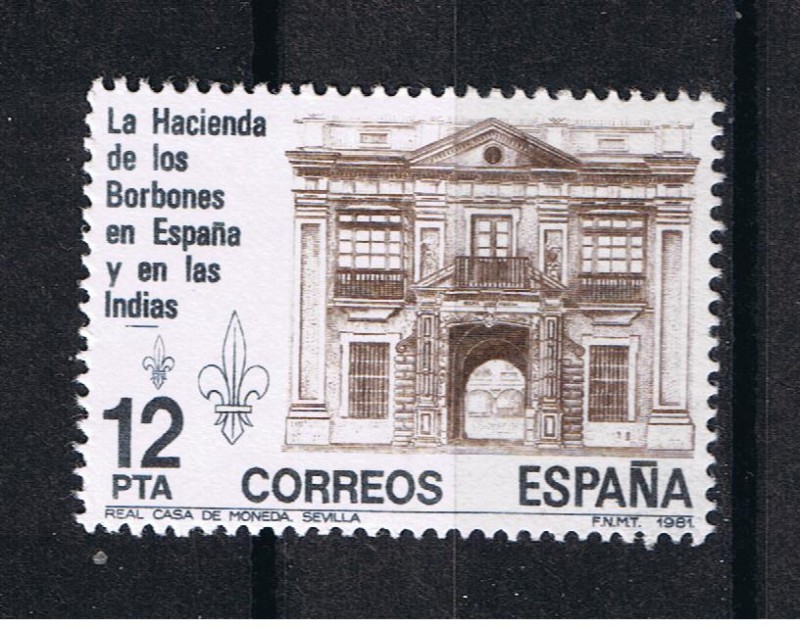 La Hacienda
de los
Borbones
en España
y en las
Indias
12
PTA
CORREOS ESPAÑA
REAL CASA DE MONEDA. SEVILLA
F.N.M.T. 1981.